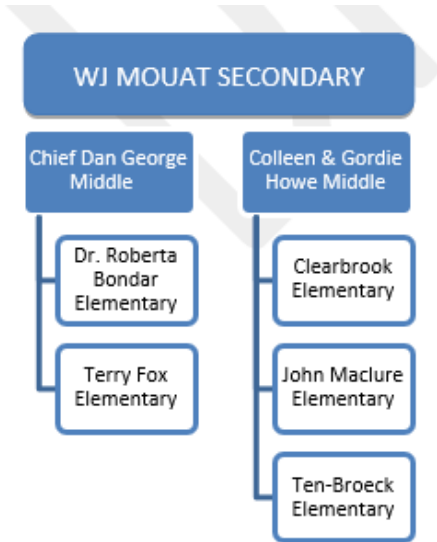 WJ MOUAT SECONDARY
Chief Dan George
Middle
Dr. Roberta
Bondar
Elementary
Terry Fox
Elementary
Colleen & Gordie
Howe Middle
Clearbrook
Elementary
John Maclure
Elementary
Ten-Broeck
Elementary